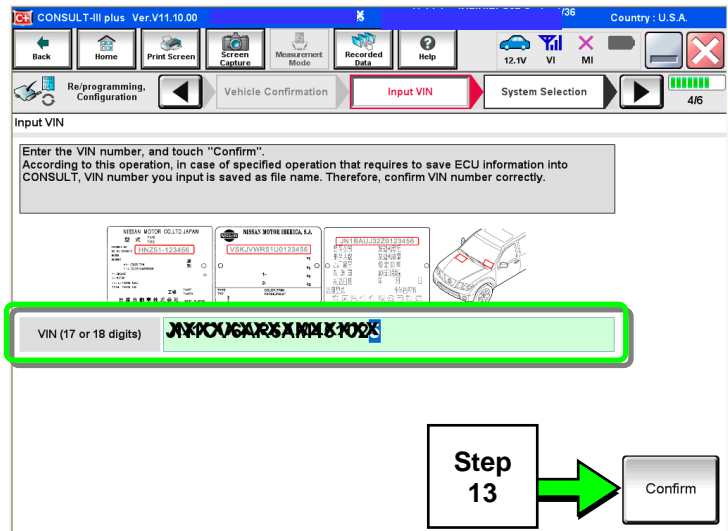 CONSULT-III plus Ver.V11.10.00
/36
Country : U.S.A.
Back
Home
Print Screen
Screen Capture
Measurement Mode
Recorded Data
Help
12.1V
VI
MI
Re/programming, Configuration
Vehicle Confirmation
Input VIN
System Selection
4/6
Input VIN
Enter the VIN number, and touch "Confirm".
According to this operation, in case of specified operation that requires to save ECU information into
CONSULT, VIN number you input is saved as file name. Therefore, confirm VIN number correctly.
NISSAN MOTOR CO.,LTD JAPAN
HNZ51-123456
NISSAN MOTOR IBERICA, S.A.
VSKJVWR51U0123456
1-
2-
JN1BAUJ32Z0123456
VIN (17 or 18 digits)
Step
13
Confirm